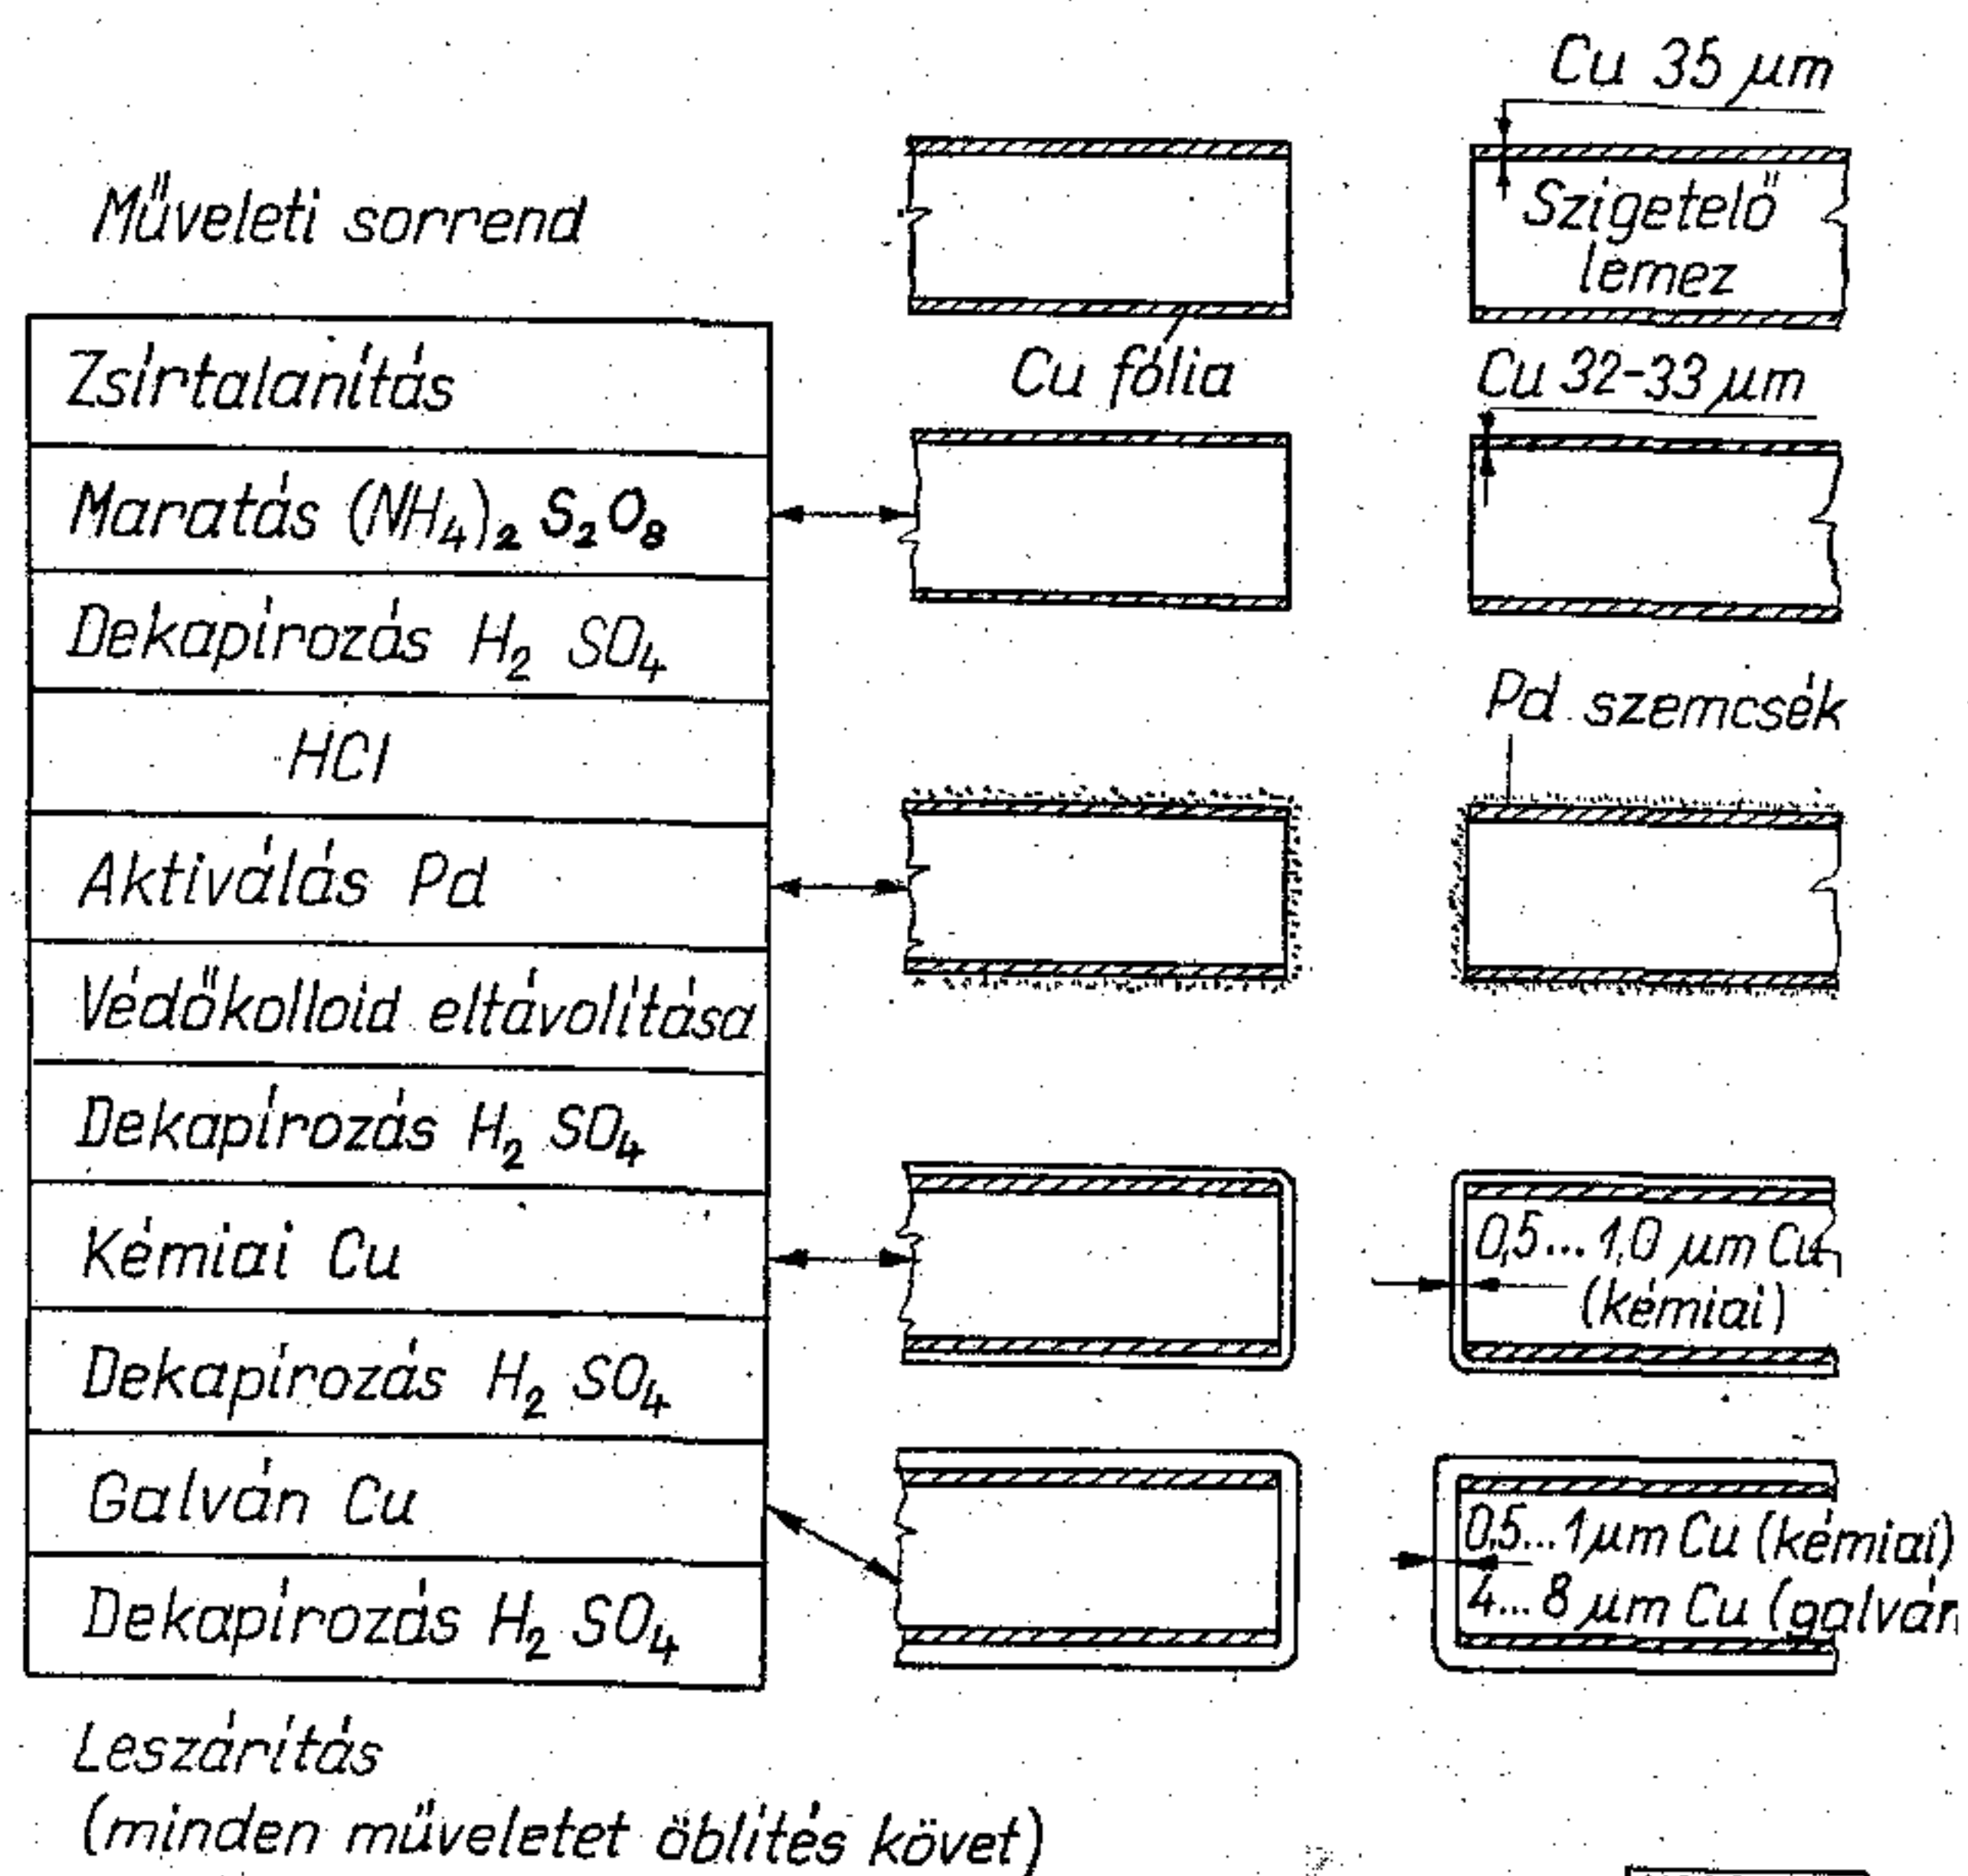 Műveleti sorrend
Zsírtalanítás
Maratás (NH₄)₂ S₂O₈
Dekapírozás H₂ SO₄
HCl
Aktiválás Pd
Védőkolloid eltávolítása
Dekapírozás H₂ SO₄
Kémiai Cu
Dekapírozás H₂ SO₄
Galván Cu
Dekapírozás H₂ SO₄
Leszárítás
(minden műveletet öblítés követ)
Cu 35 µm
Szigetelő
lemez
Cu fólia
Cu 32-33 µm
Pd szemcsék
0,5... 1,0 µm Cu
(kémiai)
0,5... 1 µm Cu (kémiai)
4... 8 µm Cu (galván